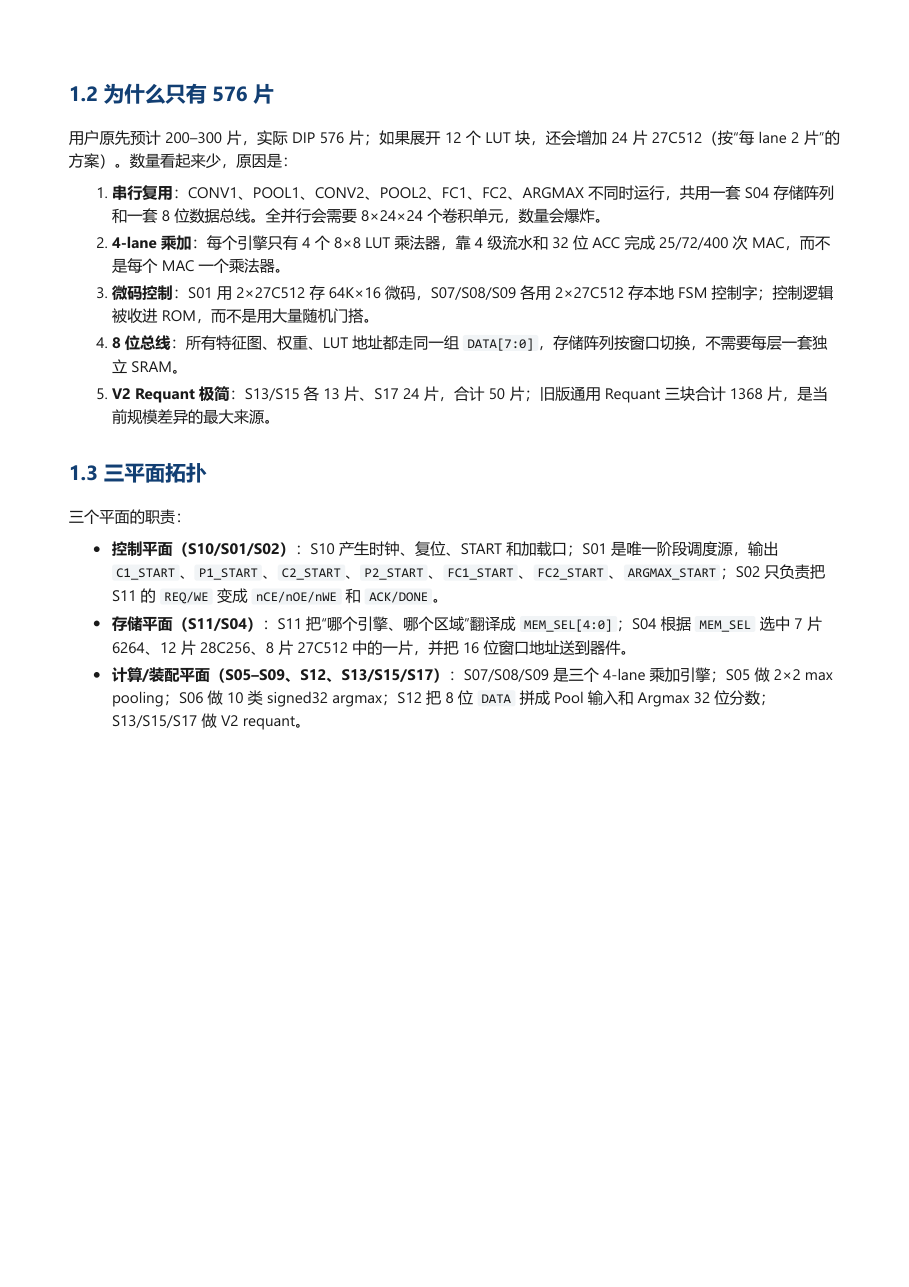 1.2 为什么只有 576 片
用户原先预计 200–300 片，实际 DIP 576 片；如果展开 12 个 LUT 块，还会增加 24 片 27C512（按“每 lane 2 片”的
方案）。数量看起来少，原因是：
1. 串行复用：CONV1、POOL1、CONV2、POOL2、FC1、FC2、ARGMAX 不同时运行，共用一套 S04 存储阵列
和一套 8 位数据总线。全并行会需要 8×24×24 个卷积单元，数量会爆炸。
2. 4-lane 乘加：每个引擎只有 4 个 8×8 LUT 乘法器，靠 4 级流水和 32 位 ACC 完成 25/72/400 次 MAC，而不
是每个 MAC 一个乘法器。
3. 微码控制：S01 用 2×27C512 存 64K×16 微码，S07/S08/S09 各用 2×27C512 存本地 FSM 控制字；控制逻辑
被收进 ROM，而不是用大量随机门搭。
4. 8 位总线：所有特征图、权重、LUT 地址都走同一组 DATA[7:0]，存储阵列按窗口切换，不需要每层一套独
立 SRAM。
5. V2 Requant 极简：S13/S15 各 13 片、S17 24 片，合计 50 片；旧版通用 Requant 三块合计 1368 片，是当
前规模差异的最大来源。
1.3 三平面拓扑
三个平面的职责：
• 控制平面（S10/S01/S02）：S10 产生时钟、复位、START 和加载口；S01 是唯一阶段调度源，输出
C1_START、P1_START、C2_START、P2_START、FC1_START、FC2_START、ARGMAX_START；S02 只负责把
S11 的 REQ/WE 变成 nCE/nOE/nWE 和 ACK/DONE。
• 存储平面（S11/S04）：S11 把“哪个引擎、哪个区域”翻译成 MEM_SEL[4:0]；S04 根据 MEM_SEL 选中 7 片
6264、12 片 28C256、8 片 27C512 中的一片，并把 16 位窗口地址送到器件。
• 计算/装配平面（S05–S09、S12、S13/S15/S17）：S07/S08/S09 是三个 4-lane 乘加引擎；S05 做 2×2 max
pooling；S06 做 10 类 signed32 argmax；S12 把 8 位 DATA 拼成 Pool 输入和 Argmax 32 位分数；
S13/S15/S17 做 V2 requant。